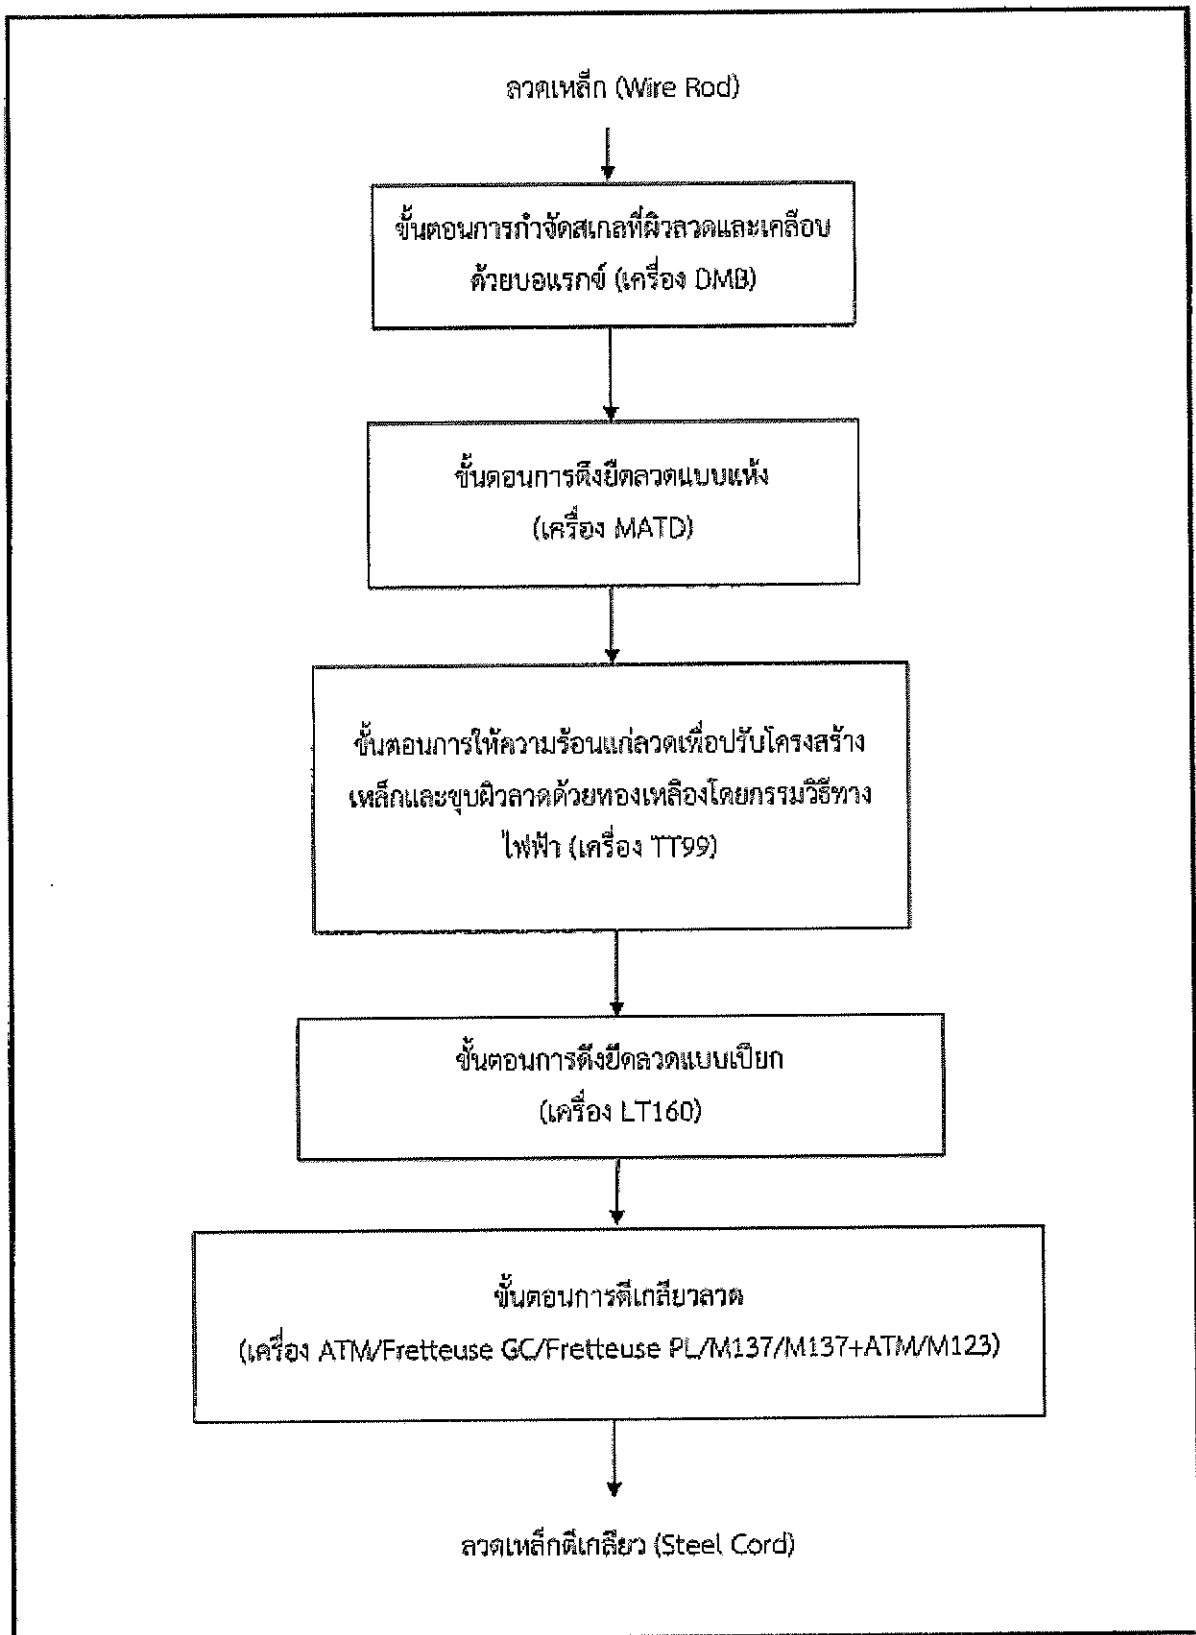 ลวดเหล็ก (Wire Rod)
ขั้นตอนการกำจัดสเกลที่ผิวลวดและเคลือบ
ด้วยบอแรกซ์ (เครื่อง DMB)
ขั้นตอนการดึงยืดลวดแบบแห้ง
(เครื่อง MATD)
ขั้นตอนการให้ความร้อนแก่ลวดเพื่อปรับโครงสร้าง
เหล็กและชุบผิวลวดด้วยทองเหลืองโดยกรรมวิธีทาง
ไฟฟ้า (เครื่อง TT99)
ขั้นตอนการดึงยืดลวดแบบเปียก
(เครื่อง LT160)
ขั้นตอนการตีเกลียวลวด
(เครื่อง ATM/Fretteuse GC/Fretteuse PL/M137/M137+ATM/M123)
ลวดเหล็กตีเกลียว (Steel Cord)